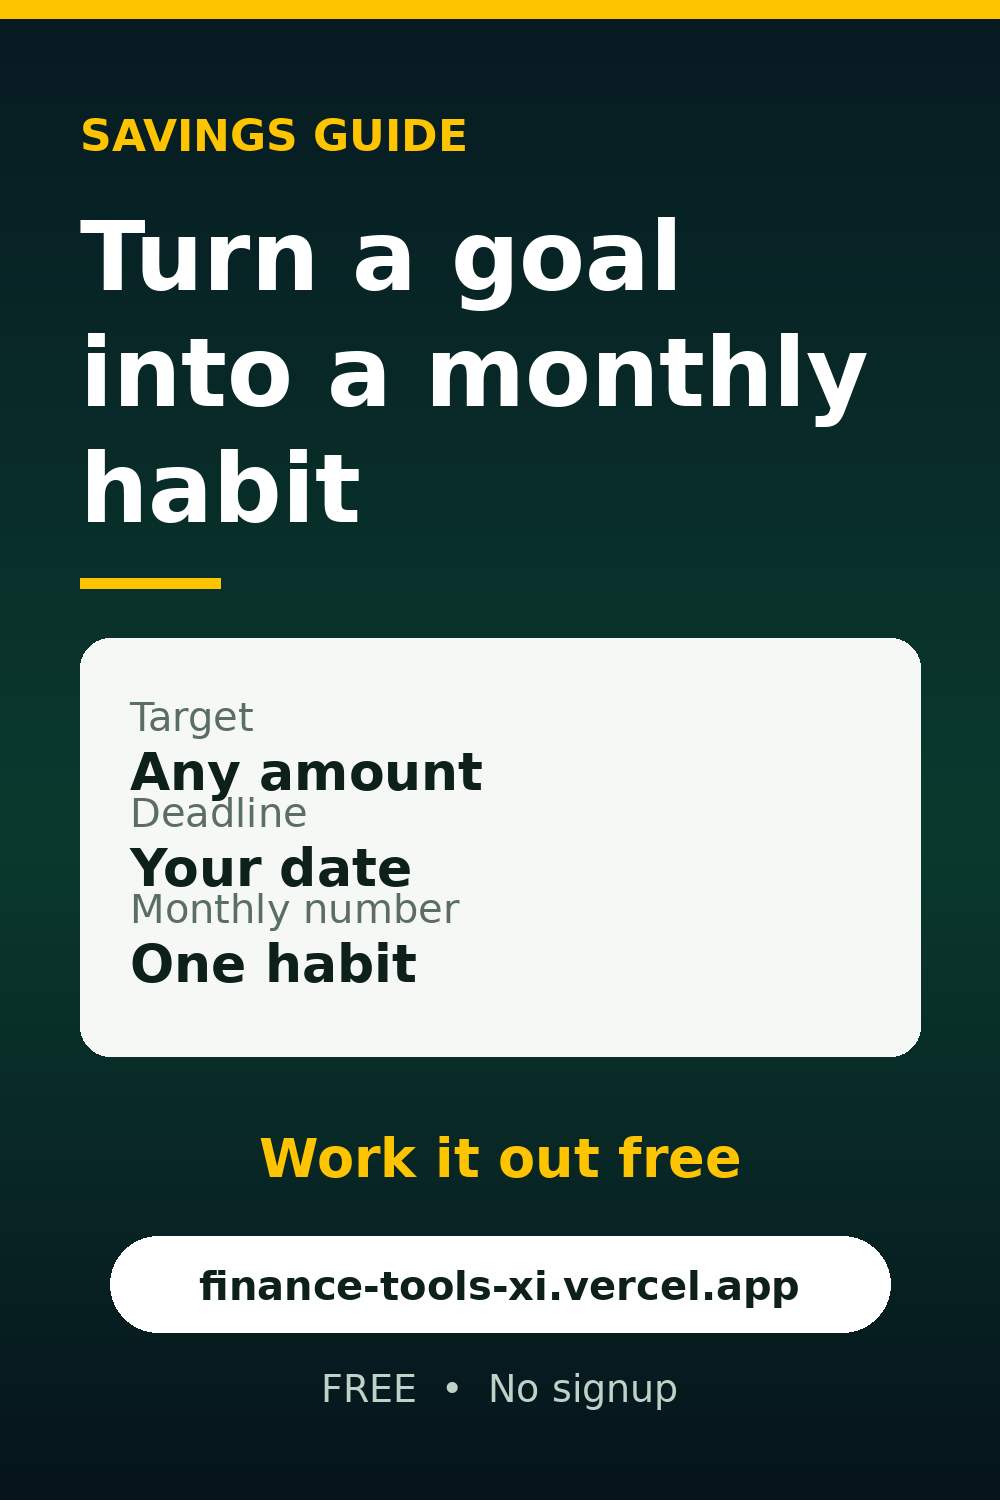 SAVINGS GUIDE
Turn a goal
into a monthly
habit
Target
Any amount
Deadline
Your date
Monthly number
One habit
Work it out free
finance-tools-xi.vercel.app
FREE • No signup